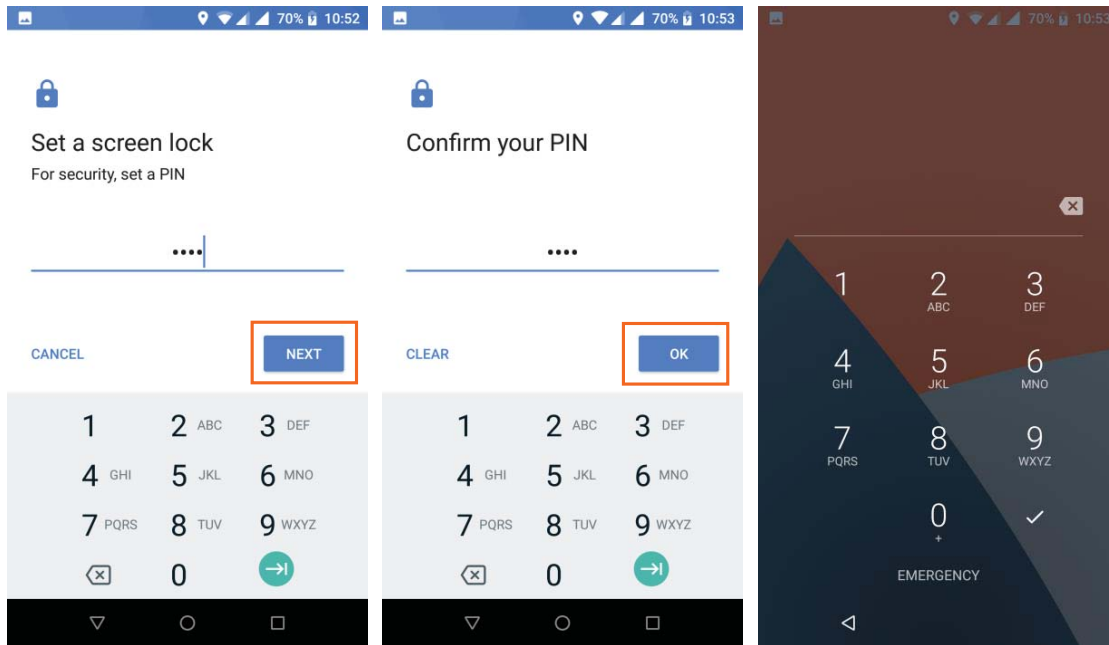 70% 10:52
Set a screen lock
For security, set a PIN
••••
CANCEL NEXT
1 2 ABC 3 DEF
4 GHI 5 JKL 6 MNO
7 PQRS 8 TUV 9 WXYZ
0
70% 10:53
Confirm your PIN
••••
CLEAR OK
1 2 ABC 3 DEF
4 GHI 5 JKL 6 MNO
7 PQRS 8 TUV 9 WXYZ
0
70% 10:53
1 2 3
ABC DEF
4 5 6
GHI JKL MNO
7 8 9
PQRS TUV WXYZ
0
+
EMERGENCY